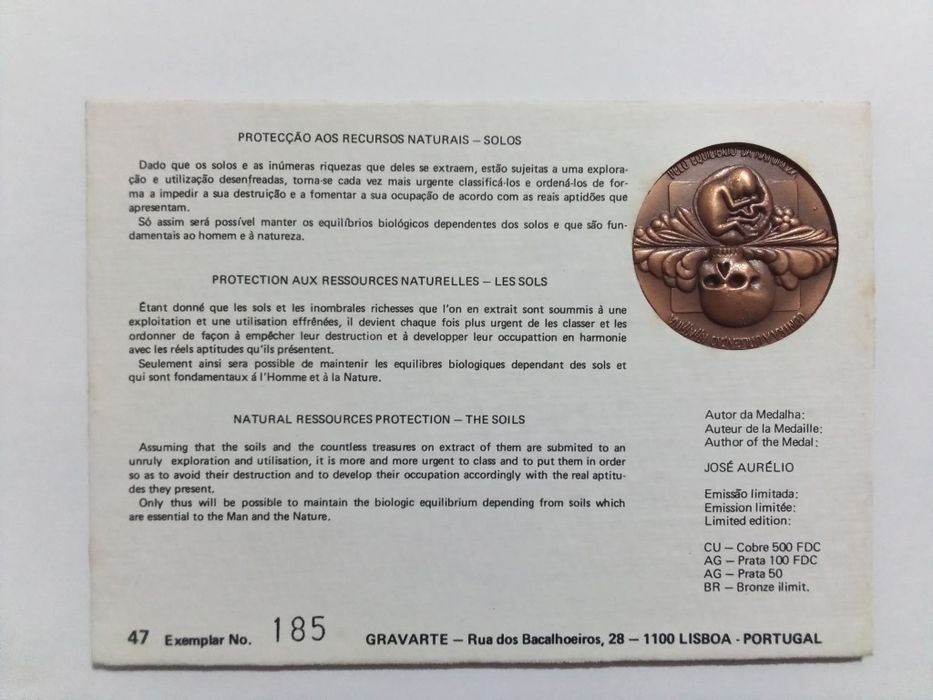 PROTECÇÃO AOS RECURSOS NATURAIS – SOLOS
Dado que os solos e as inúmeras riquezas que deles se extraem, estão sujeitas a uma explora-
ção e utilização desenfreadas, torna-se cada vez mais urgente classificá-los e ordená-los de for-
ma a impedir a sua destruição e a fomentar a sua ocupação de acordo com as reais aptidões que
apresentam.
Só assim será possível manter os equilíbrios biológicos dependentes dos solos e que são fun-
damentais ao homem e à natureza.
PROTECTION AUX RESSOURCES NATURELLES – LES SOLS
Étant donné que les sols et les inombrales richesses que l'on en extrait sont soummis à une
exploitation et une utilisation effrênées, il devient chaque fois plus urgent de les classer et les
ordonner de façon à empêcher leur destruction et à developper leur occupattion en harmonie
avec les réels aptitudes qu'ils présentent.
Seulement ainsi sera possible de maintenir les equilibres biologiques dependant des sols et
qui sont fondamentaux á l'Homme et à la Nature.
NATURAL RESSOURCES PROTECTION – THE SOILS
Assuming that the soils and the countless treasures on extract of them are submited to an
unruly exploration and utilisation, it is more and more urgent to class and to put them in order
so as to avoid their destruction and to develop their occupation accordingly with the real aptitu-
des they present.
Only thus will be possible to maintain the biologic equilibrium depending from soils which
are essential to the Man and the Nature.
PELO EQUILIBRIO DA NATUREZA
Autor da Medalha:
Auteur de la Medaille:
Author of the Medal:
JOSÉ AURÉLIO
Emissão limitada:
Emission limitée:
Limited edition:
CU – Cobre 500 FDC
AG – Prata 100 FDC
AG – Prata 50
BR – Bronze ilimit.
47 Exemplar No. 185 GRAVARTE – Rua dos Bacalhoeiros, 28 – 1100 LISBOA - PORTUGAL